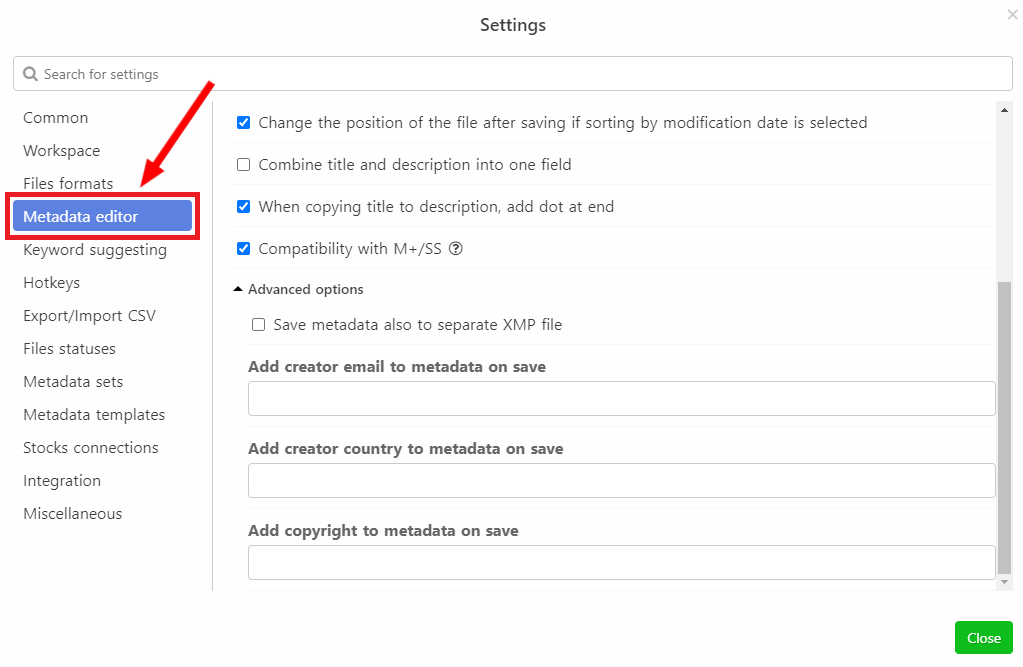 Settings
Search for settings
Common
Workspace
Files formats
Metadata editor
Keyword suggesting
Hotkeys
Export/Import CSV
Files statuses
Metadata sets
Metadata templates
Stocks connections
Integration
Miscellaneous
Change the position of the file after saving if sorting by modification date is selected
Combine title and description into one field
When copying title to description, add dot at end
Compatibility with M+/SS ?
Advanced options
Save metadata also to separate XMP file
Add creator email to metadata on save
Add creator country to metadata on save
Add copyright to metadata on save
Close